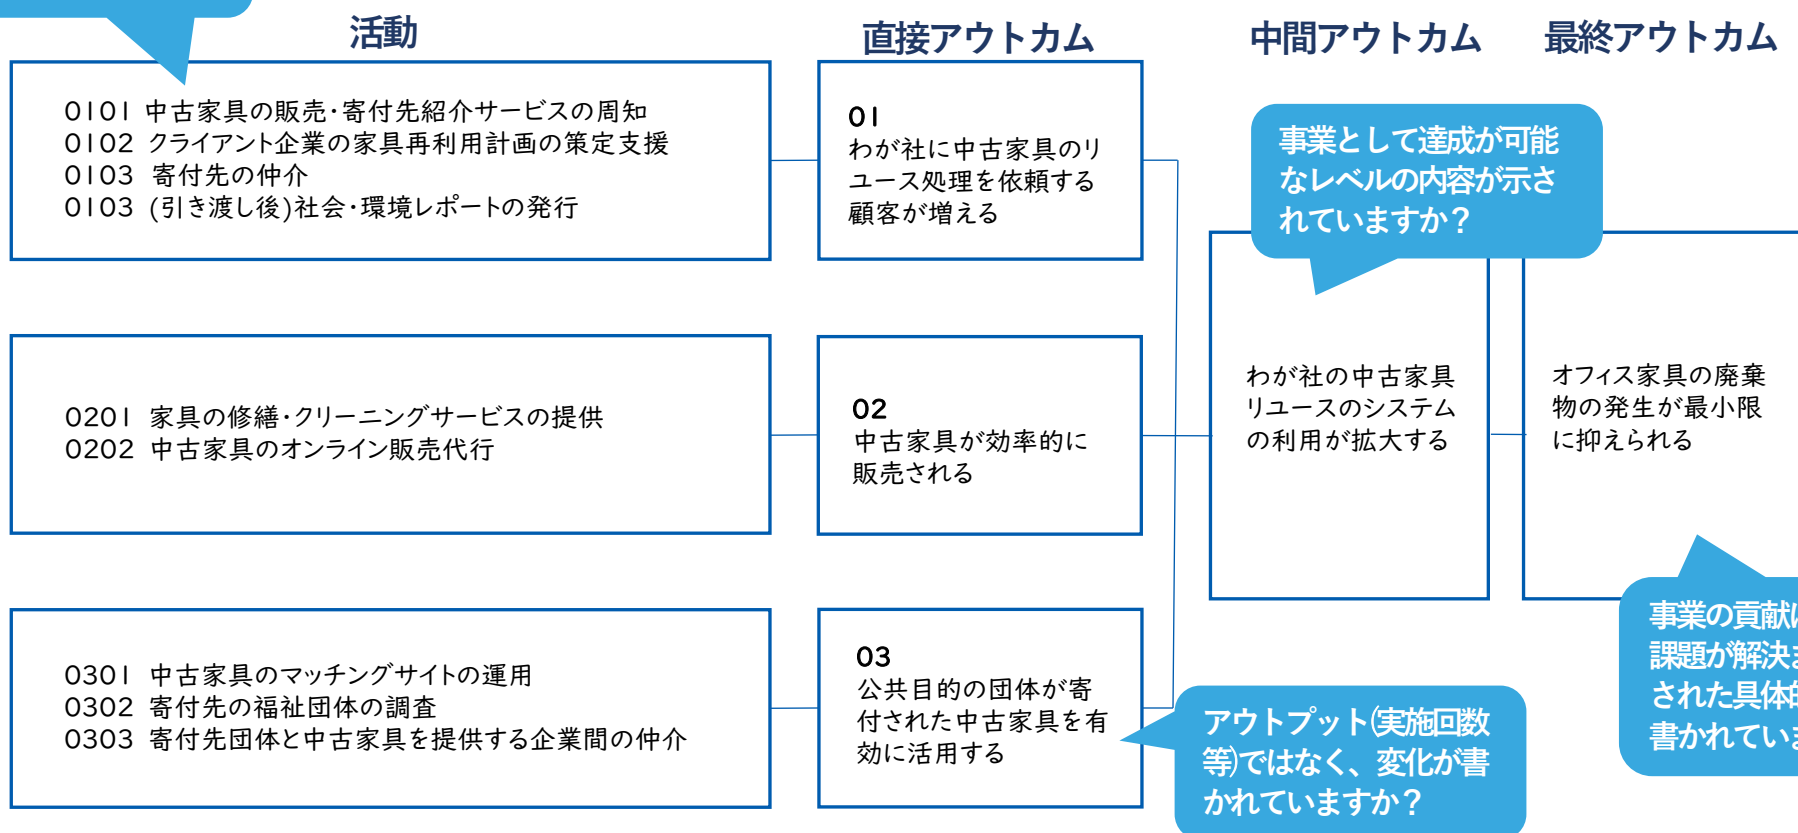 活動
直接アウトカム
中間アウトカム
最終アウトカム
0101 中古家具の販売・寄付先紹介サービスの周知
0102 クライアント企業の家具再利用計画の策定支援
0103 寄付先の仲介
0103 (引き渡し後)社会・環境レポートの発行
01
わが社に中古家具のリ
ユース処理を依頼する
顧客が増える
事業として達成が可能
なレベルの内容が示さ
れていますか？
0201 家具の修繕・クリーニングサービスの提供
0202 中古家具のオンライン販売代行
02
中古家具が効率的に
販売される
わが社の中古家具
リユースのシステム
の利用が拡大する
オフィス家具の廃棄
物の発生が最小限
に抑えられる
0301 中古家具のマッチングサイトの運用
0302 寄付先の福祉団体の調査
0303 寄付先団体と中古家具を提供する企業間の仲介
03
公共目的の団体が寄
付された中古家具を有
効に活用する
アウトプット(実施回数
等)ではなく、変化が書
かれていますか？
事業の貢献
課題が解決
された具体
書かれてい